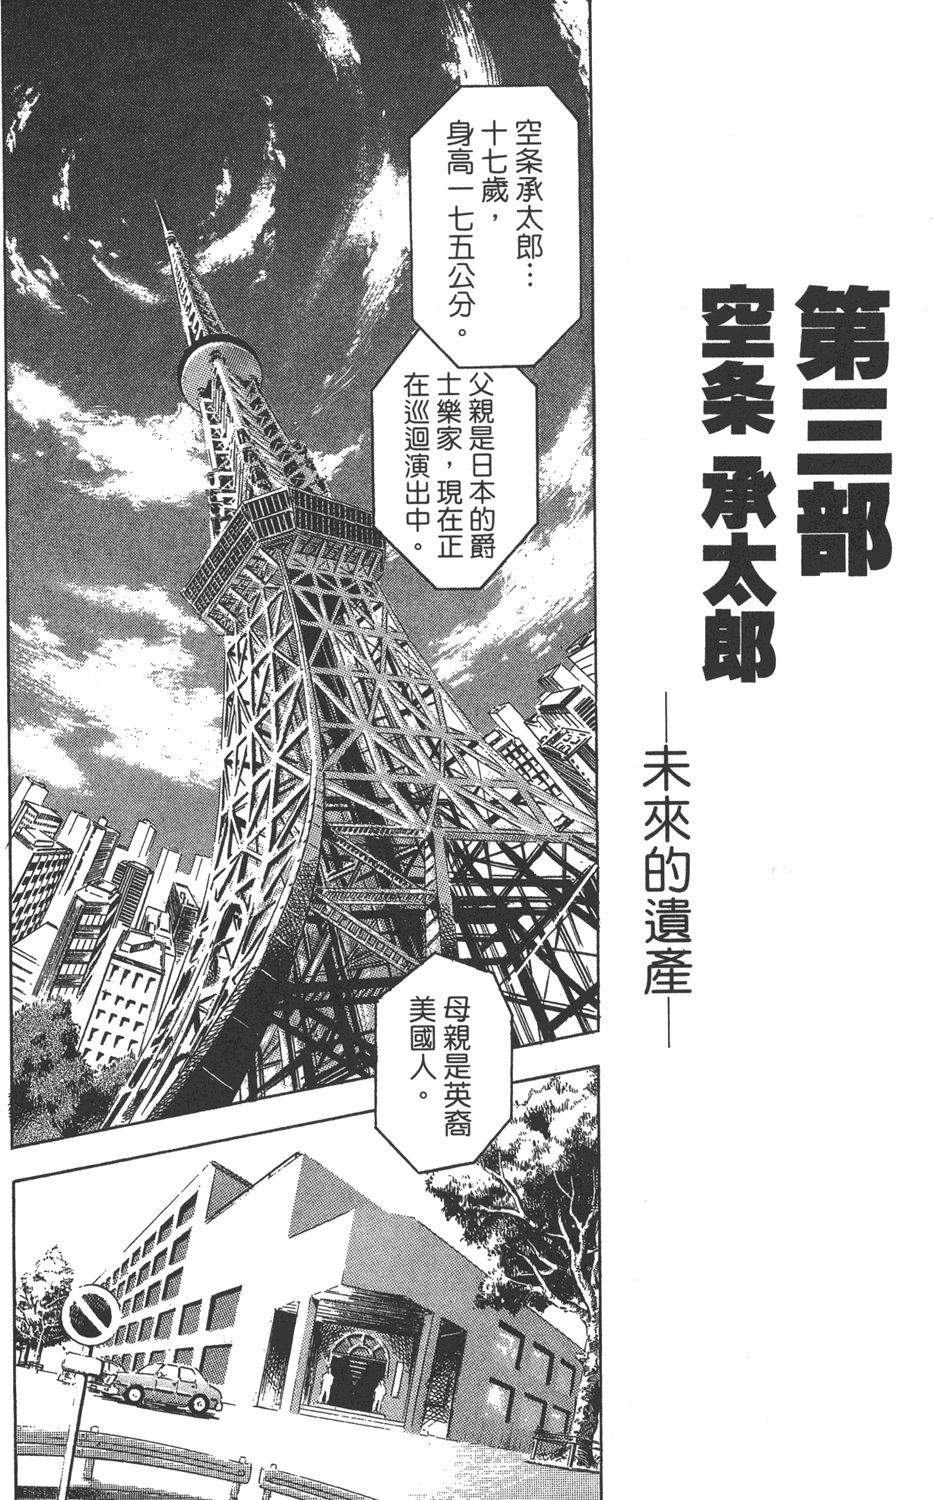 第三部
空条 承太郎
未來的遺產
空条承太郎…
十七歲，
身高一七五公分。
父親是日本的爵
士樂家，現在正
在巡迴演出中。
母親是英裔
美國人。